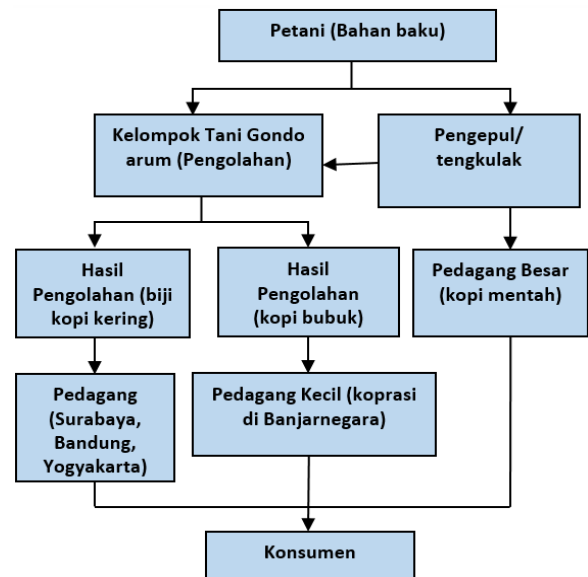 Petani (Bahan baku)
Kelompok Tani Gondo
arum (Pengolahan)
Pengepul/
tengkulak
Hasil
Pengolahan (biji
kopi kering)
Hasil
Pengolahan
(kopi bubuk)
Pedagang Besar
(kopi mentah)
Pedagang
(Surabaya,
Bandung,
Yogyakarta)
Pedagang Kecil (koprasi
di Banjarnegara)
Konsumen